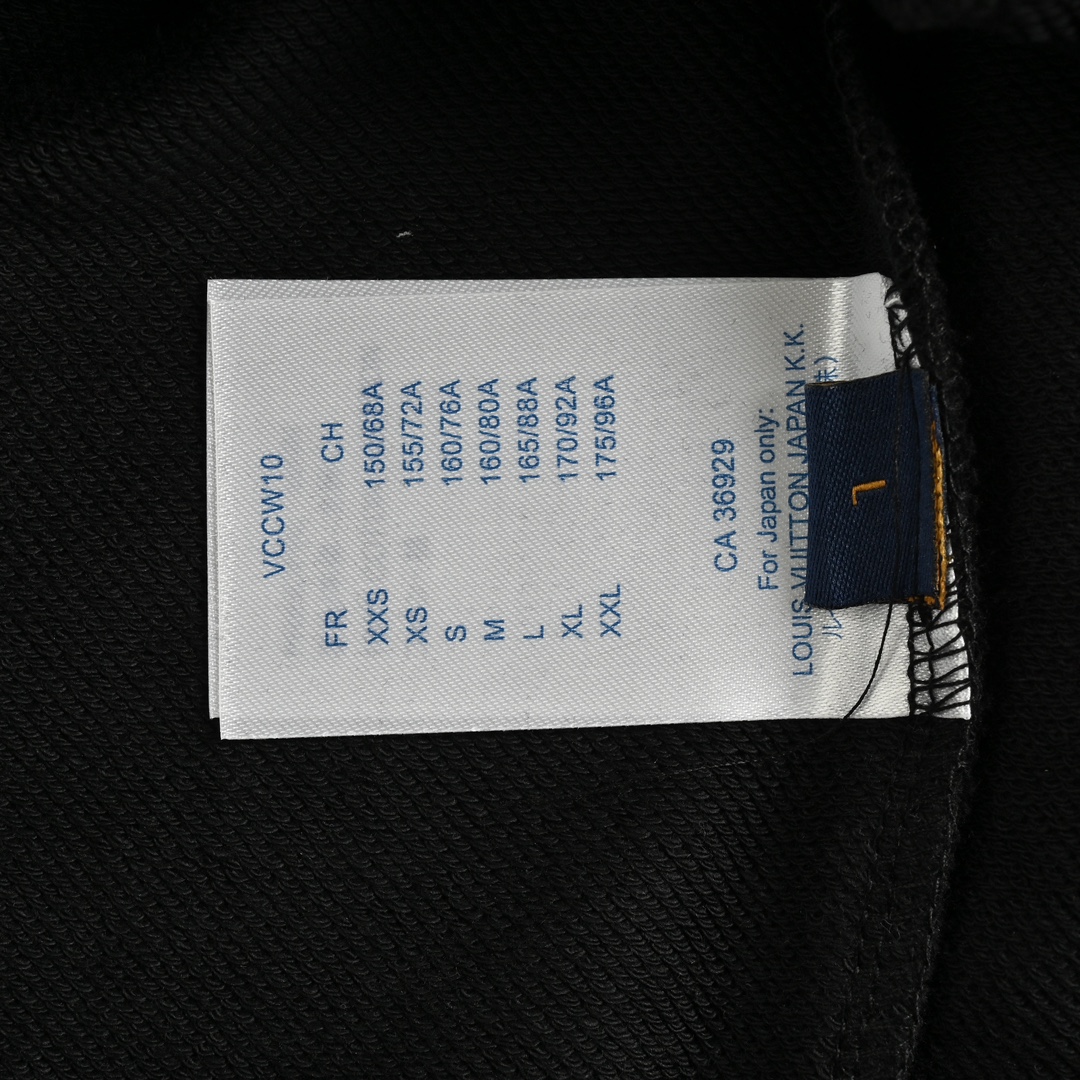 VCCW10
FR CH
XXS 150/68A
XS 155/72A
S 160/76A
M 160/80A
L 165/88A
XL 170/92A
XXL 175/96A
CA 36929
For Japan only:
LOUIS VUITTON JAPAN K.K.
L